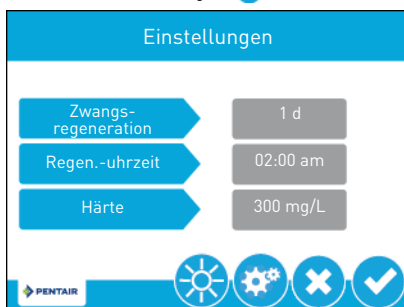 Einstellungen
Zwangs-
regeneration
1 d
Regen.-uhrzeit
02:00 am
Härte
300 mg/L
PENTAIR